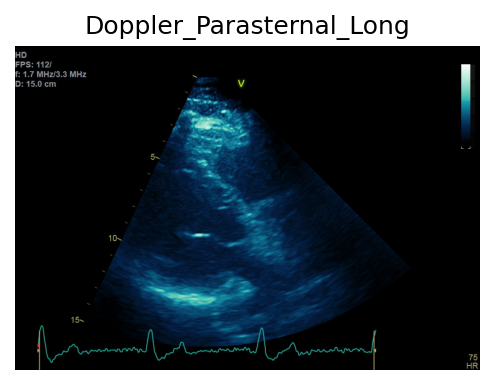 Doppler_Parasternal_Long
HD
FPS: 112/
f: 1.7 MHz/3.3 MHz
D: 15.0 cm
V
5
10
15
75
HR